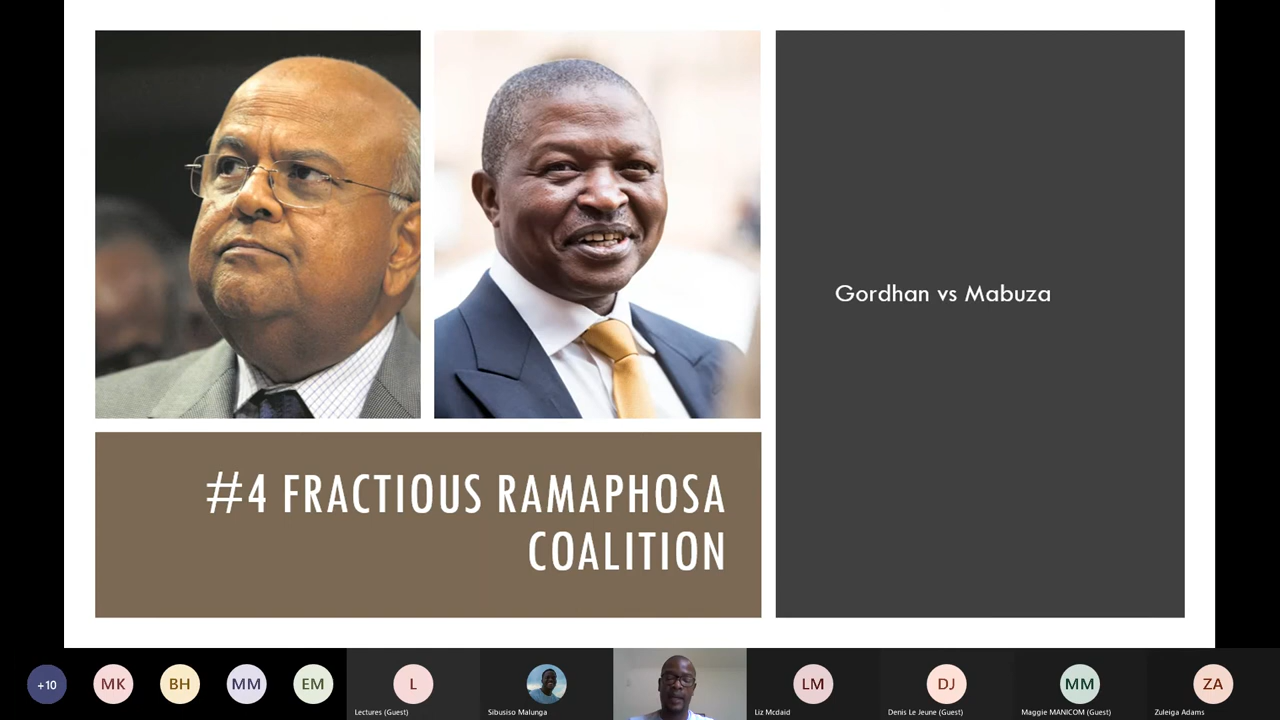 Gordhan vs Mabuza
#4 FRACTIOUS RAMAPHOSA
COALITION
+10
MK
BH
MM
EM
L
LM
DJ
MM
ZA
Lectures (Guest)
Sibusiso Malunga
Liz Mcdaid
Denis Le Jeune (Guest)
Maggie MANICOM (Guest)
Zuleiga Adams